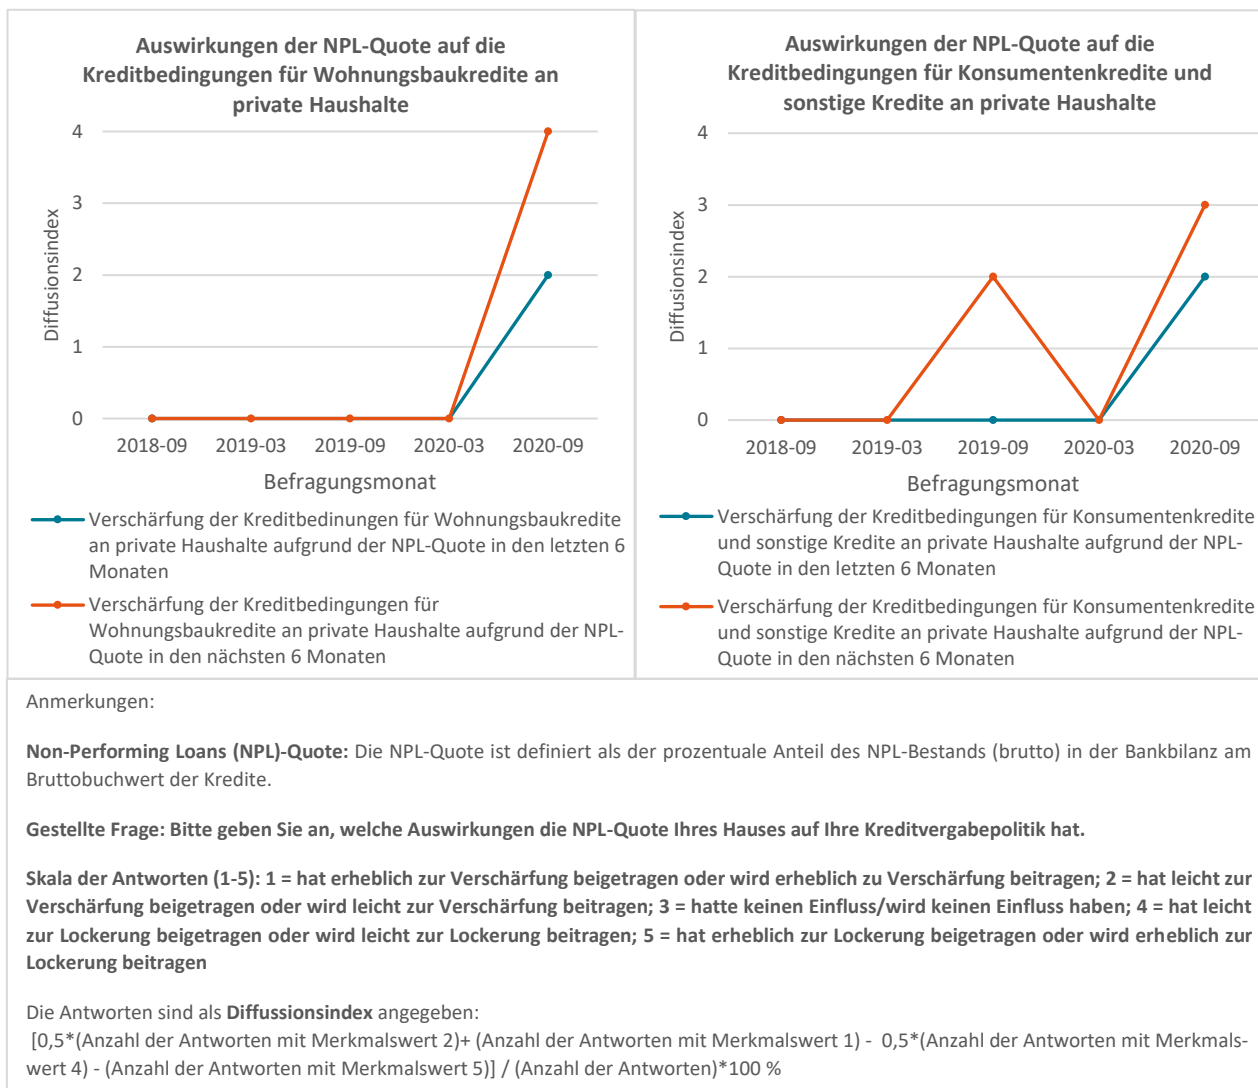 Auswirkungen der NPL-Quote auf die
Kreditbedingungen für Wohnungsbaukredite an
private Haushalte
4
3
2
1
0
Diffusionsindex
2018-09 2019-03 2019-09 2020-03 2020-09
Befragungsmonat
Verschärfung der Kreditbedinungen für Wohnungsbaukredite
an private Haushalte aufgrund der NPL-Quote in den letzten 6
Monaten
Verschärfung der Kreditbedingungen für
Wohnungsbaukredite an private Haushalte aufgrund der NPL-
Quote in den nächsten 6 Monaten
Auswirkungen der NPL-Quote auf die
Kreditbedingungen für Konsumentenkredite und
sonstige Kredite an private Haushalte
4
3
2
1
0
Diffusionsindex
2018-09 2019-03 2019-09 2020-03 2020-09
Befragungsmonat
Verschärfung der Kreditbedingungen für Konsumentenkredite
und sonstige Kredite an private Haushalte aufgrund der NPL-
Quote in den letzten 6 Monaten
Verschärfung der Kreditbedingungen für Konsumentenkredite
und sonstige Kredite an private Haushalte aufgrund der NPL-
Quote in den nächsten 6 Monaten
Anmerkungen:
Non-Performing Loans (NPL)-Quote: Die NPL-Quote ist definiert als der prozentuale Anteil des NPL-Bestands (brutto) in der Bankbilanz am
Bruttobuchwert der Kredite.
Gestellte Frage: Bitte geben Sie an, welche Auswirkungen die NPL-Quote Ihres Hauses auf Ihre Kreditvergabepolitik hat.
Skala der Antworten (1-5): 1 = hat erheblich zur Verschärfung beigetragen oder wird erheblich zu Verschärfung beitragen; 2 = hat leicht zur
Verschärfung beigetragen oder wird leicht zur Verschärfung beitragen; 3 = hatte keinen Einfluss/wird keinen Einfluss haben; 4 = hat leicht
zur Lockerung beigetragen oder wird leicht zur Lockerung beitragen; 5 = hat erheblich zur Lockerung beigetragen oder wird erheblich zur
Lockerung beitragen
Die Antworten sind als Diffussionsindex angegeben:
[0,5*(Anzahl der Antworten mit Merkmalswert 2)+ (Anzahl der Antworten mit Merkmalswert 1) - 0,5*(Anzahl der Antworten mit Merkmals-
wert 4) - (Anzahl der Antworten mit Merkmalswert 5)] / (Anzahl der Antworten)*100 %